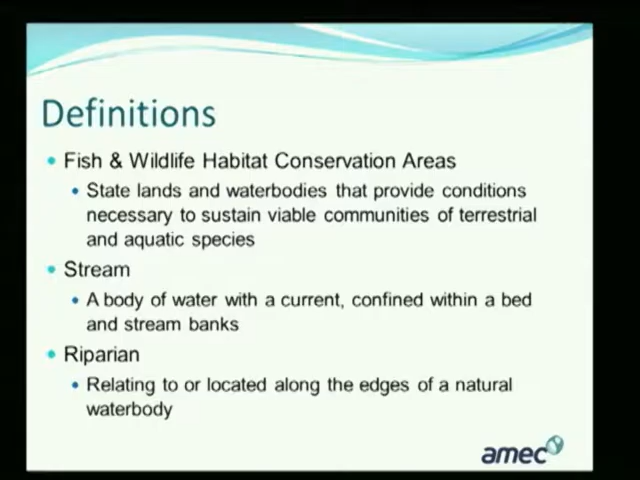 Definitions
• Fish & Wildlife Habitat Conservation Areas
• State lands and waterbodies that provide conditions
necessary to sustain viable communities of terrestrial
and aquatic species
• Stream
• A body of water with a current, confined within a bed
and stream banks
• Riparian
• Relating to or located along the edges of a natural
waterbody
amec